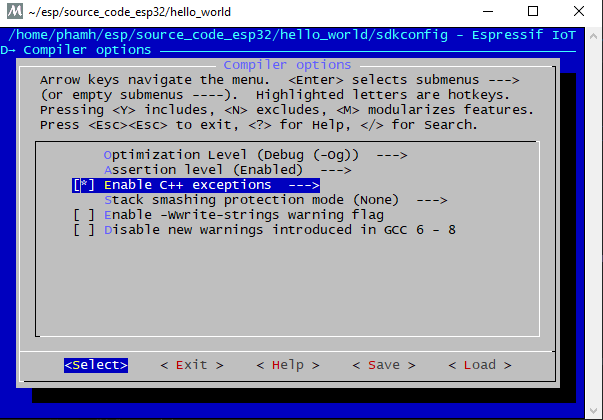 M ~/esp/source_code_esp32/hello_world
/home/phamh/esp/source_code_esp32/hello_world/sdkconfig - Espressif IoT
D→ Compiler options
Compiler options
Arrow keys navigate the menu. <Enter> selects submenus --->
(or empty submenus ----). Highlighted letters are hotkeys.
Pressing <Y> includes, <N> excludes, <M> modularizes features.
Press <Esc><Esc> to exit, <?> for Help, </> for Search.
Optimization Level (Debug (-Og)) --->
Assertion level (Enabled) --->
[*] Enable C++ exceptions --->
Stack smashing protection mode (None) --->
[ ] Enable -Wwrite-strings warning flag
[ ] Disable new warnings introduced in GCC 6 - 8
<Select> < Exit > < Help > < Save > < Load >